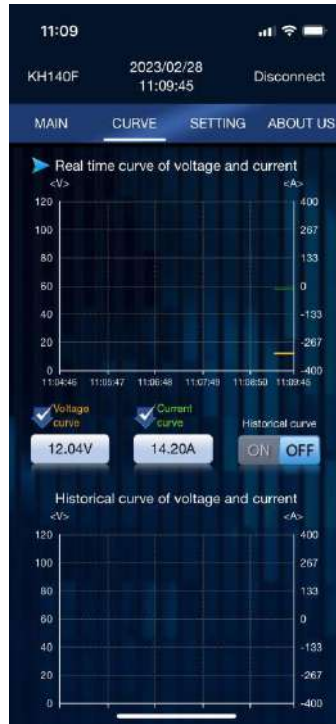 11:09
KH140F
2023/02/28
11:09:45
Disconnect
MAIN CURVE SETTING ABOUT US
Real time curve of voltage and current
<V> <A>
120 400
100 267
80 133
60 0
40 -133
20 -267
0 -400
11:04:46 11:05:47 11:06:48 11:07:49 11:08:50 11:09:45
Voltage
curve
Current
curve
Historical curve
12.04V 14.20A ON OFF
Historical curve of voltage and current
<V> <A>
120 400
100 267
80 133
60 0
40 -133
20 -267
0 -400